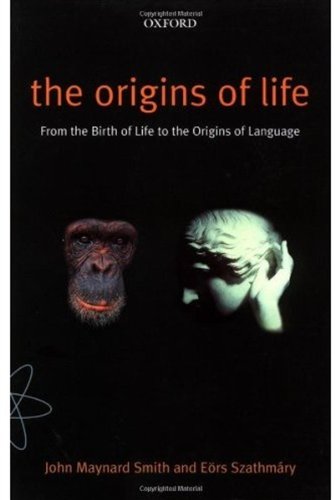 OXFORD
the origins of life
From the Birth of Life to the Origins of Language
John Maynard Smith and Eörs Szathmáry